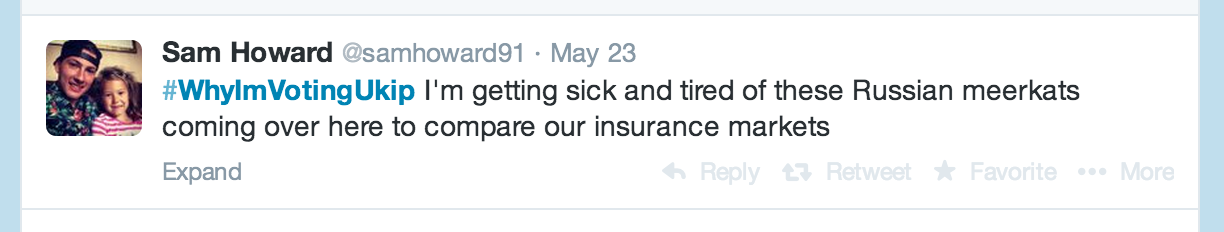 Sam Howard @samhoward91 · May 23
#WhyImVotingUkip I'm getting sick and tired of these Russian meerkats
coming over here to compare our insurance markets
Expand Reply Retweet Favorite More